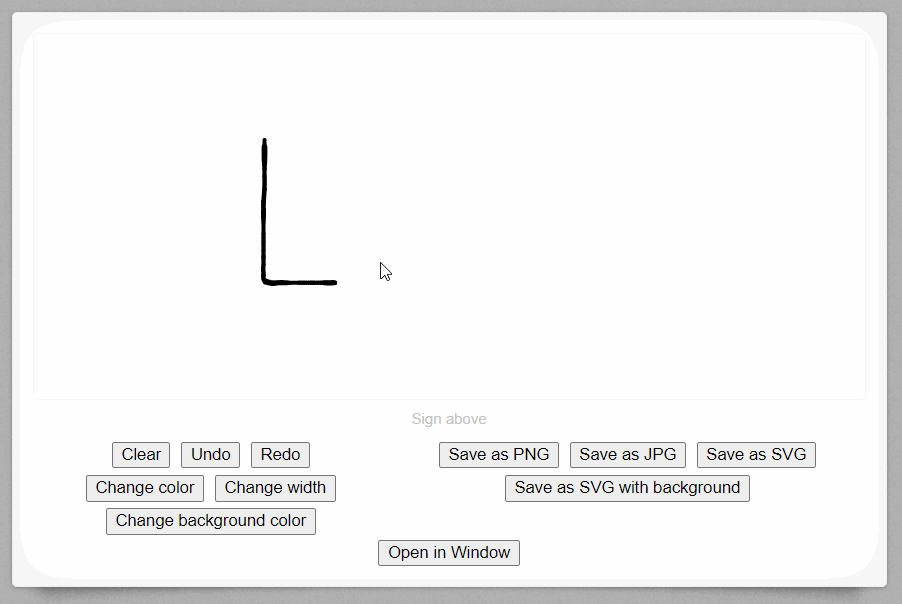 L
Sign above
Clear Undo Redo
Save as PNG Save as JPG Save as SVG
Change color Change width
Save as SVG with background
Change background color
Open in Window